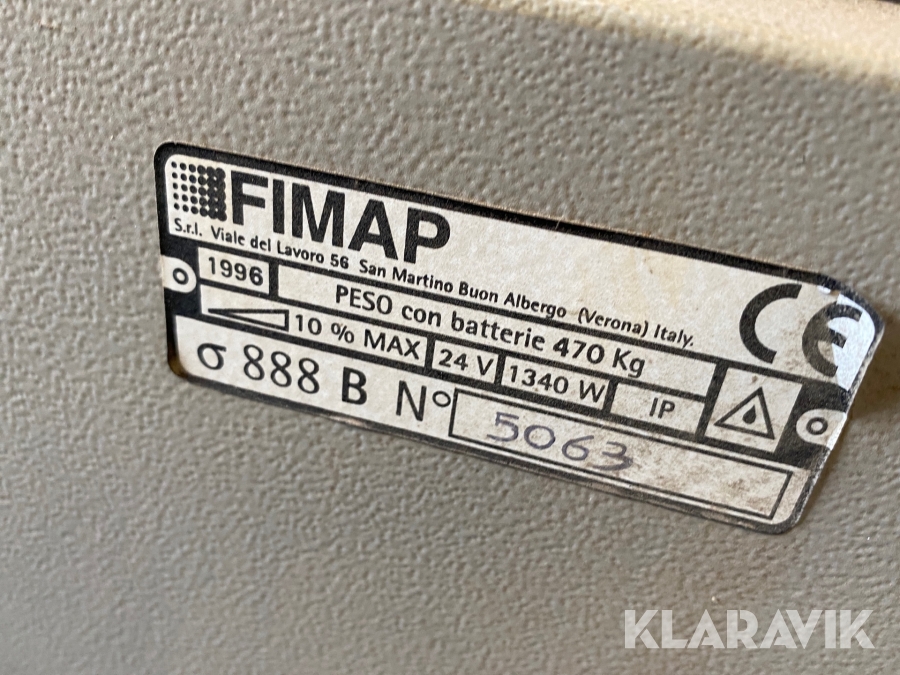 FIMAP
S.r.l. Viale del Lavoro 56 San Martino Buon Albergo (Verona) Italy.
1996 PESO con batterie 470 Kg
10 % MAX 24 V 1340 W IP
σ 888 B N° 5063
CE
KLARAVIK